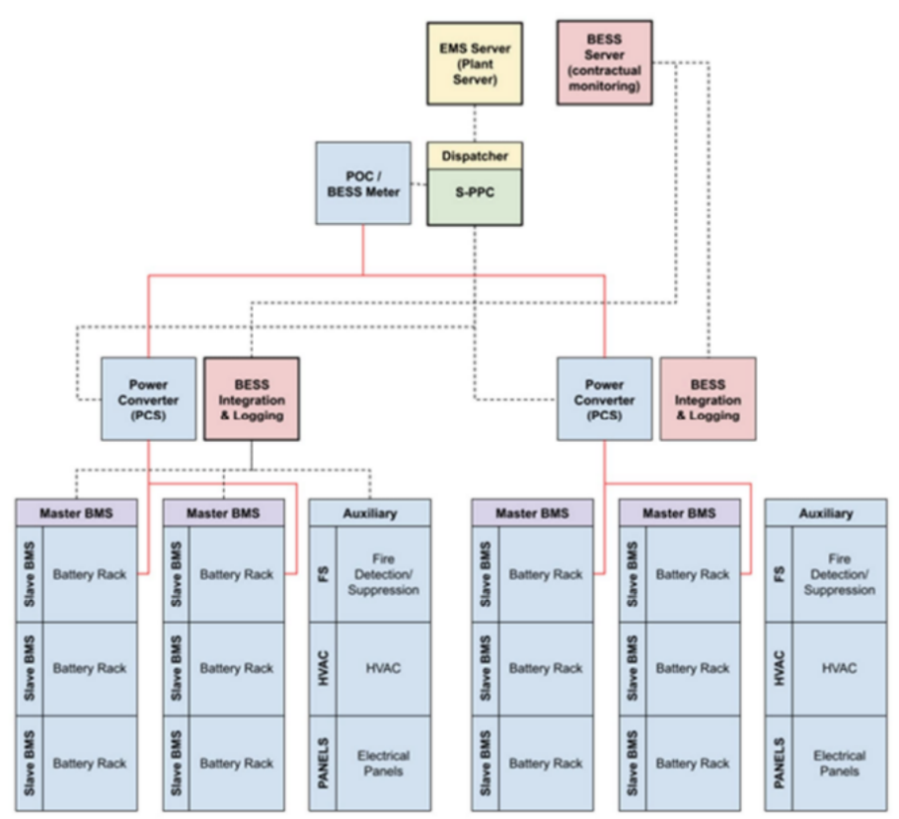 EMS Server
(Plant
Server)
BESS
Server
(contractual
monitoring)
POC /
BESS Meter
Dispatcher
S-PPC
Power
Converter
(PCS)
BESS
Integration
& Logging
Power
Converter
(PCS)
BESS
Integration
& Logging
Master BMS
Slave BMS
Battery Rack
Slave BMS
Battery Rack
Slave BMS
Battery Rack
Master BMS
Slave BMS
Battery Rack
Slave BMS
Battery Rack
Slave BMS
Battery Rack
Auxiliary
FS
Fire
Detection/
Suppression
HVAC
HVAC
PANELS
Electrical
Panels
Master BMS
Slave BMS
Battery Rack
Slave BMS
Battery Rack
Slave BMS
Battery Rack
Master BMS
Slave BMS
Battery Rack
Slave BMS
Battery Rack
Slave BMS
Battery Rack
Auxiliary
FS
Fire
Detection/
Suppression
HVAC
HVAC
PANELS
Electrical
Panels